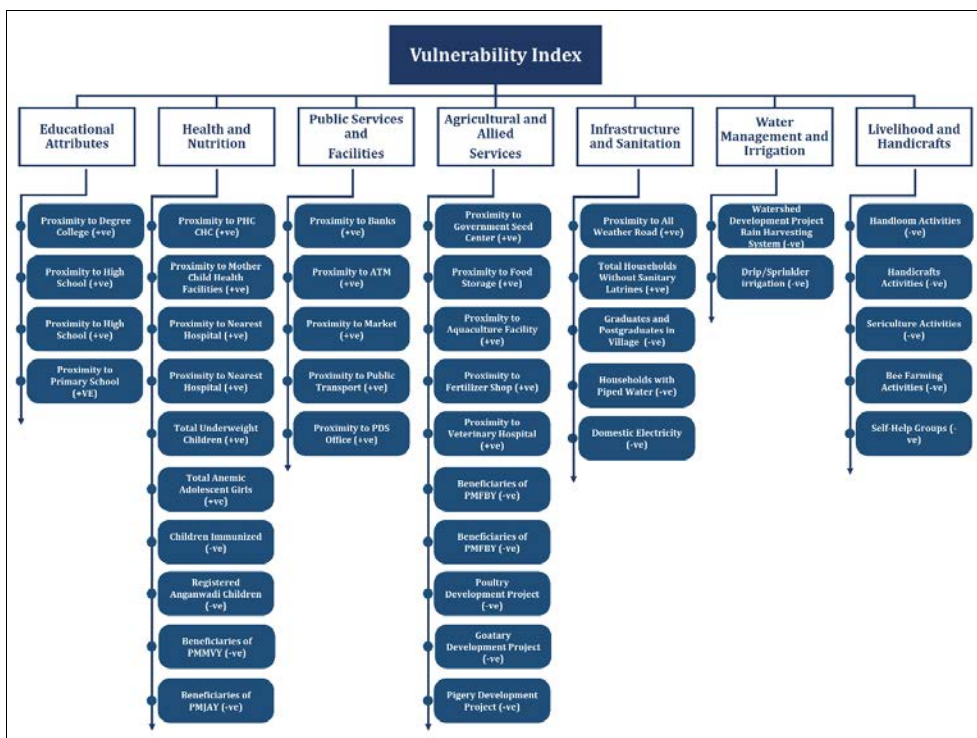 Vulnerability Index
Educational
Attributes
Proximity to Degree
College (+ve)
Proximity to High
School (+ve)
Proximity to High
School (+ve)
Proximity to
Primary School
(+VE)
Health and
Nutrition
Proximity to PHC
CHC (+ve)
Proximity to Mother
Child Health
Facilities (+ve)
Proximity to Nearest
Hospital (+ve)
Proximity to Nearest
Hospital (+ve)
Total Underweight
Children (+ve)
Total Anemic
Adolescent Girls
(+ve)
Children Immunized
(-ve)
Registered
Anganwadi Children
(-ve)
Beneficiaries of
PMMVY (-ve)
Beneficiaries of
PMJAY (-ve)
Public Services
and
Facilities
Proximity to Banks
(+ve)
Proximity to ATM
(+ve)
Proximity to Market
(+ve)
Proximity to Public
Transport (+ve)
Proximity to PDS
Office (+ve)
Agricultural and
Allied
Services
Proximity to
Government Seed
Center (+ve)
Proximity to Food
Storage (+ve)
Proximity to
Aquaculture Facility
(+ve)
Proximity to
Fertilizer Shop (+ve)
Proximity to
Veterinary Hospital
(+ve)
Beneficiaries of
PMFBY (-ve)
Beneficiaries of
PMFBY (-ve)
Poultry
Development Project
(-ve)
Goatary
Development Project
(-ve)
Pigery Development
Project (-ve)
Infrastructure
and Sanitation
Proximity to All
Weather Road (+ve)
Total Households
Without Sanitary
Latrines (+ve)
Graduates and
Postgraduates in
Village (-ve)
Households with
Piped Water (-ve)
Domestic Electricity
(-ve)
Water
Management and
Irrigation
Watershed
Development Project
Rain Harvesting
System (-ve)
Drip/Sprinkler
irrigation (-ve)
Livelihood and
Handicrafts
Handloom Activities
(-ve)
Handicrafts
Activities (-ve)
Sericulture Activities
(-ve)
Bee Farming
Activities (-ve)
Self-Help Groups (-
ve)